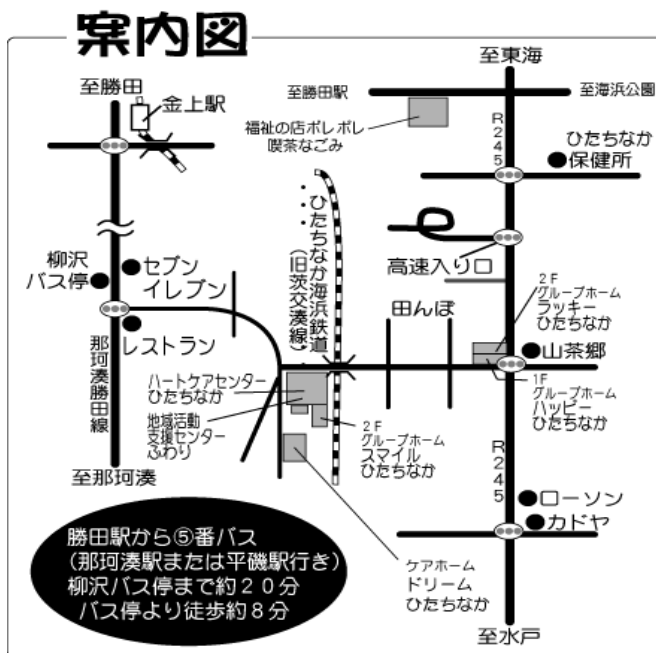 案内図
至勝田
金上駅
至東海
至勝田駅
至海浜公園
福祉の店ポレポレ
喫茶なごみ
R245
ひたちなか
保健所
ひたちなか海浜鉄道
(旧茨交湊線)
高速入り口
柳沢
バス停
セブン
イレブン
レストラン
田んぼ
2F
グループホーム
ラッキー
ひたちなか
山茶郷
1F
グループホーム
ハッピー
ひたちなか
那珂湊勝田線
ハートケアセンター
ひたちなか
地域活動
支援センター
ふわり
2F
グループホーム
スマイル
ひたちなか
至那珂湊
R245
ローソン
カドヤ
ケアホーム
ドリーム
ひたちなか
至水戸
勝田駅から⑤番バス
(那珂湊駅または平磯駅行き)
柳沢バス停まで約20分
バス停より徒歩約8分